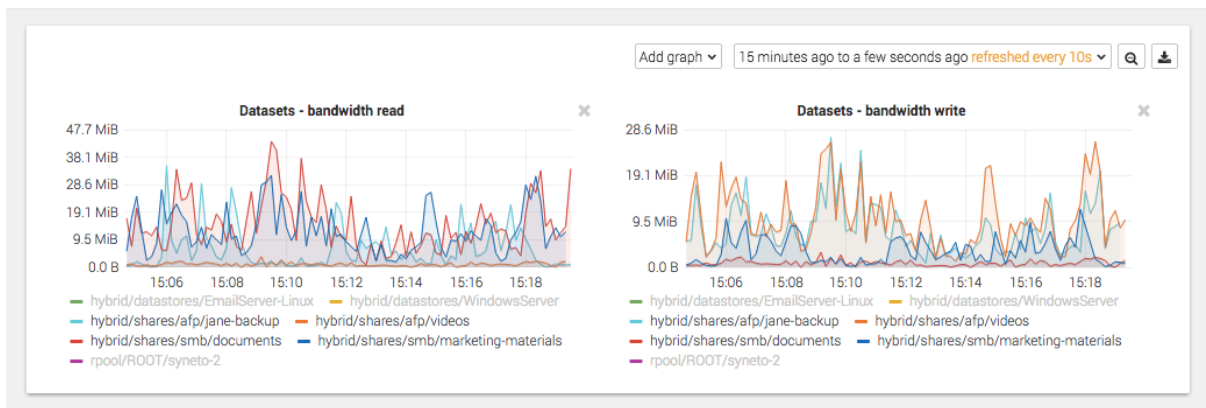 Add graph 15 minutes ago to a few seconds ago refreshed every 10s
Datasets - bandwidth read
47.7 MiB
38.1 MiB
28.6 MiB
19.1 MiB
9.5 MiB
0.0 B
15:06 15:08 15:10 15:12 15:14 15:16 15:18
hybrid/datastores/EmailServer-Linux hybrid/datastores/WindowsServer
hybrid/shares/afp/jane-backup hybrid/shares/afp/videos
hybrid/shares/smb/documents hybrid/shares/smb/marketing-materials
rpool/ROOT/syneto-2
Datasets - bandwidth write
28.6 MiB
19.1 MiB
9.5 MiB
0.0 B
15:06 15:08 15:10 15:12 15:14 15:16 15:18
hybrid/datastores/EmailServer-Linux hybrid/datastores/WindowsServer
hybrid/shares/afp/jane-backup hybrid/shares/afp/videos
hybrid/shares/smb/documents hybrid/shares/smb/marketing-materials
rpool/ROOT/syneto-2